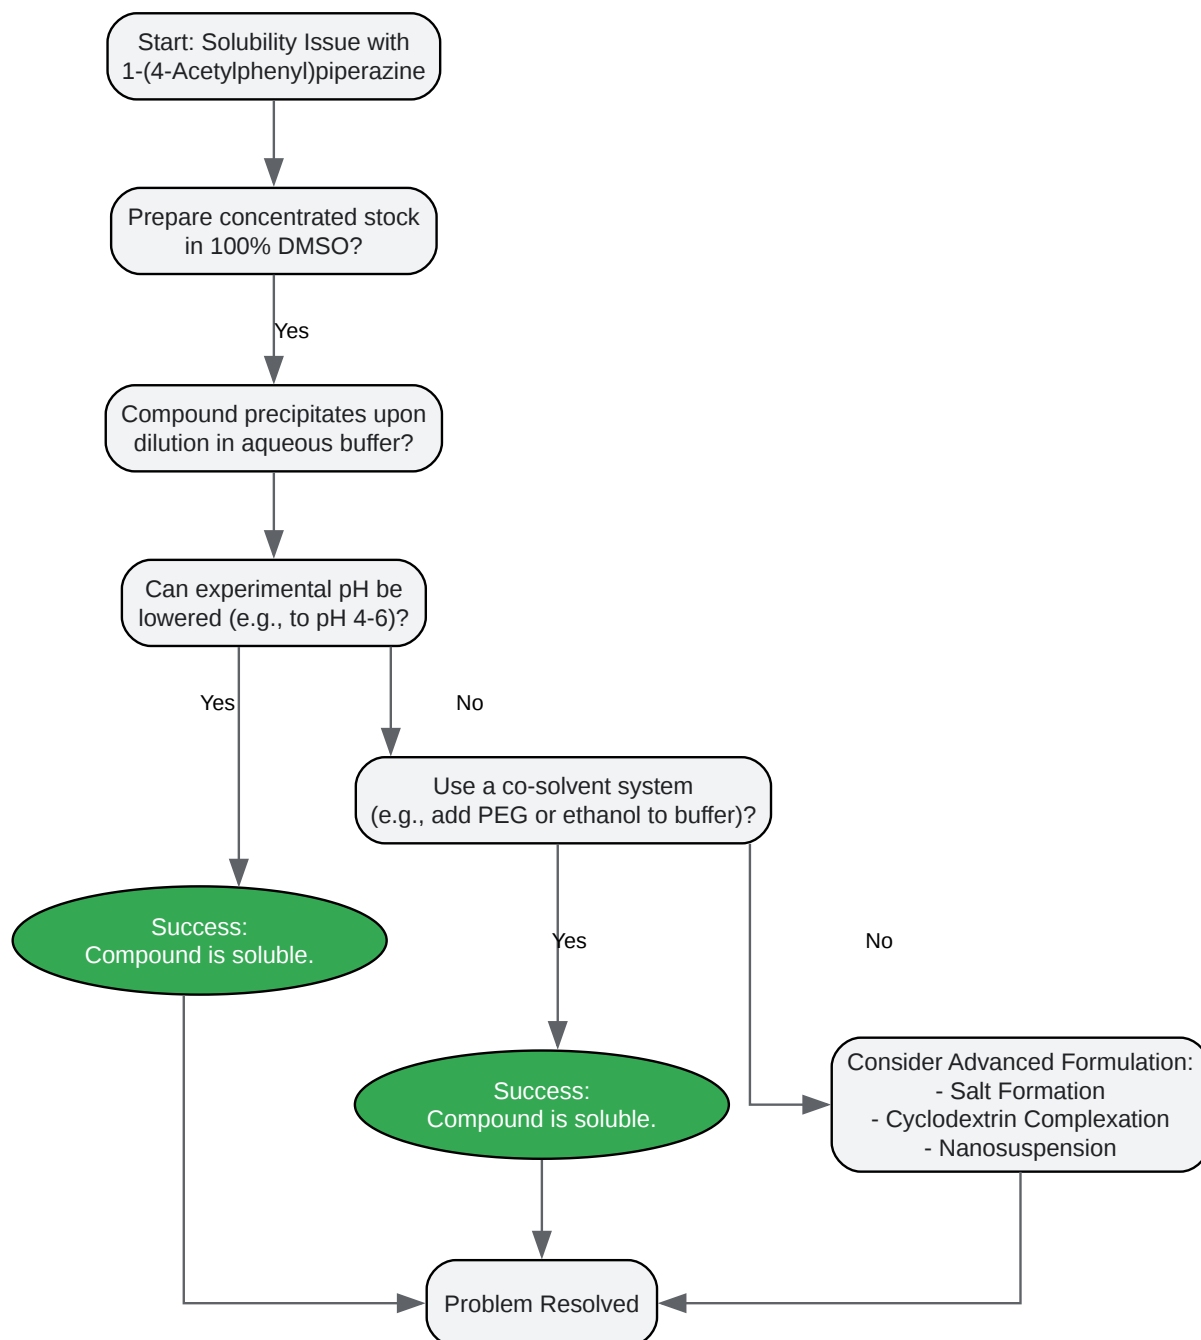 Start: Solubility Issue with
1-(4-Acetylphenyl)piperazine
Prepare concentrated stock
in 100% DMSO?
Yes
Compound precipitates upon
dilution in aqueous buffer?
Can experimental pH be
lowered (e.g., to pH 4-6)?
Yes
No
Use a co-solvent system
(e.g., add PEG or ethanol to buffer)?
Success:
Compound is soluble.
Yes
No
Success:
Compound is soluble.
Consider Advanced Formulation:
- Salt Formation
- Cyclodextrin Complexation
- Nanosuspension
Problem Resolved